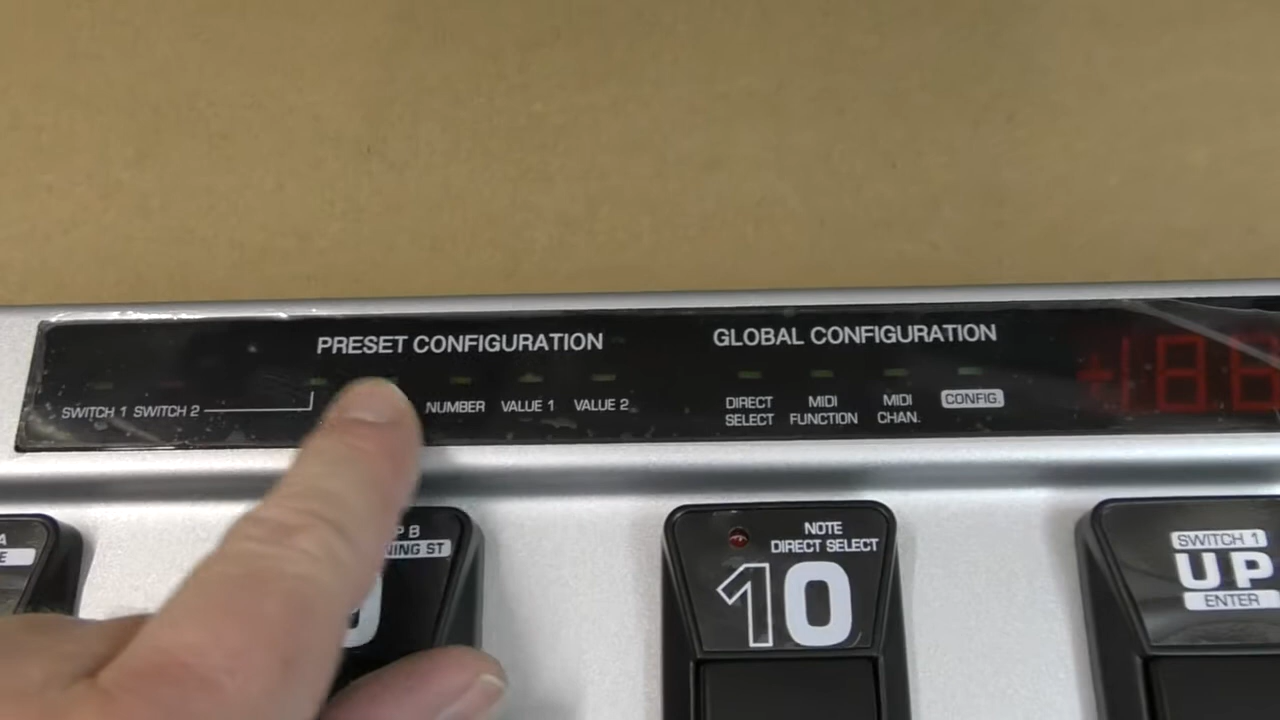 PRESET CONFIGURATION
GLOBAL CONFIGURATION
SWITCH 1 SWITCH 2
NUMBER VALUE 1 VALUE 2
DIRECT SELECT
MIDI FUNCTION
MIDI CHAN.
CONFIG.
NOTE
DIRECT SELECT
10
SWITCH 1
UP
ENTER